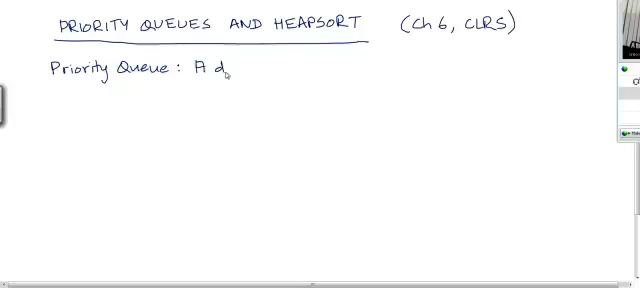 PRIORITY QUEUES AND HEAPSORT (Ch 6, CLRS)
Priority Queue : A d